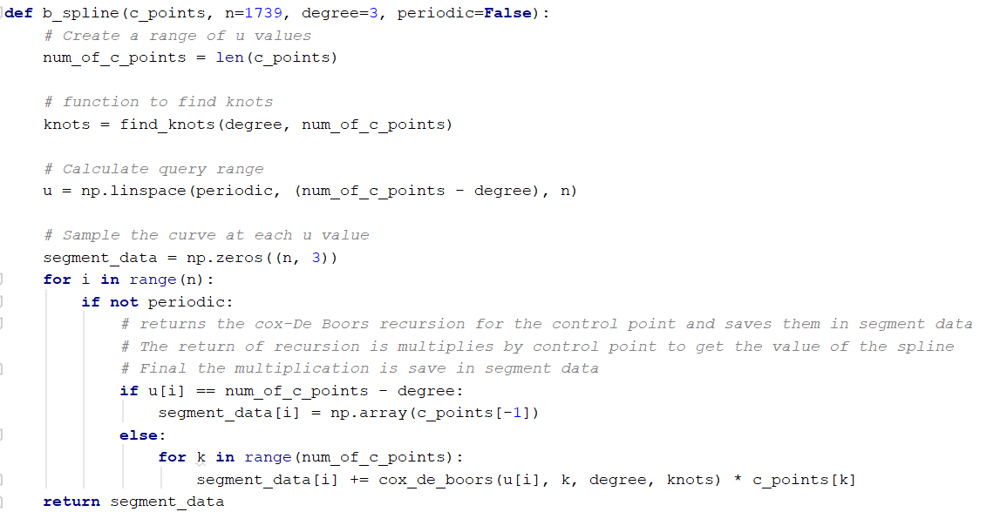 def b_spline(c_points, n=1739, degree=3, periodic=False):
    # Create a range of u values
    num_of_c_points = len(c_points)

    # function to find knots
    knots = find_knots(degree, num_of_c_points)

    # Calculate query range
    u = np.linspace(periodic, (num_of_c_points - degree), n)

    # Sample the curve at each u value
    segment_data = np.zeros((n, 3))
    for i in range(n):
        if not periodic:
            # returns the cox-De Boors recursion for the control point and saves them in segment data
            # The return of recursion is multiplies by control point to get the value of the spline
            # Final the multiplication is save in segment data
            if u[i] == num_of_c_points - degree:
                segment_data[i] = np.array(c_points[-1])
            else:
                for k in range(num_of_c_points):
                    segment_data[i] += cox_de_boors(u[i], k, degree, knots) * c_points[k]
    return segment_data